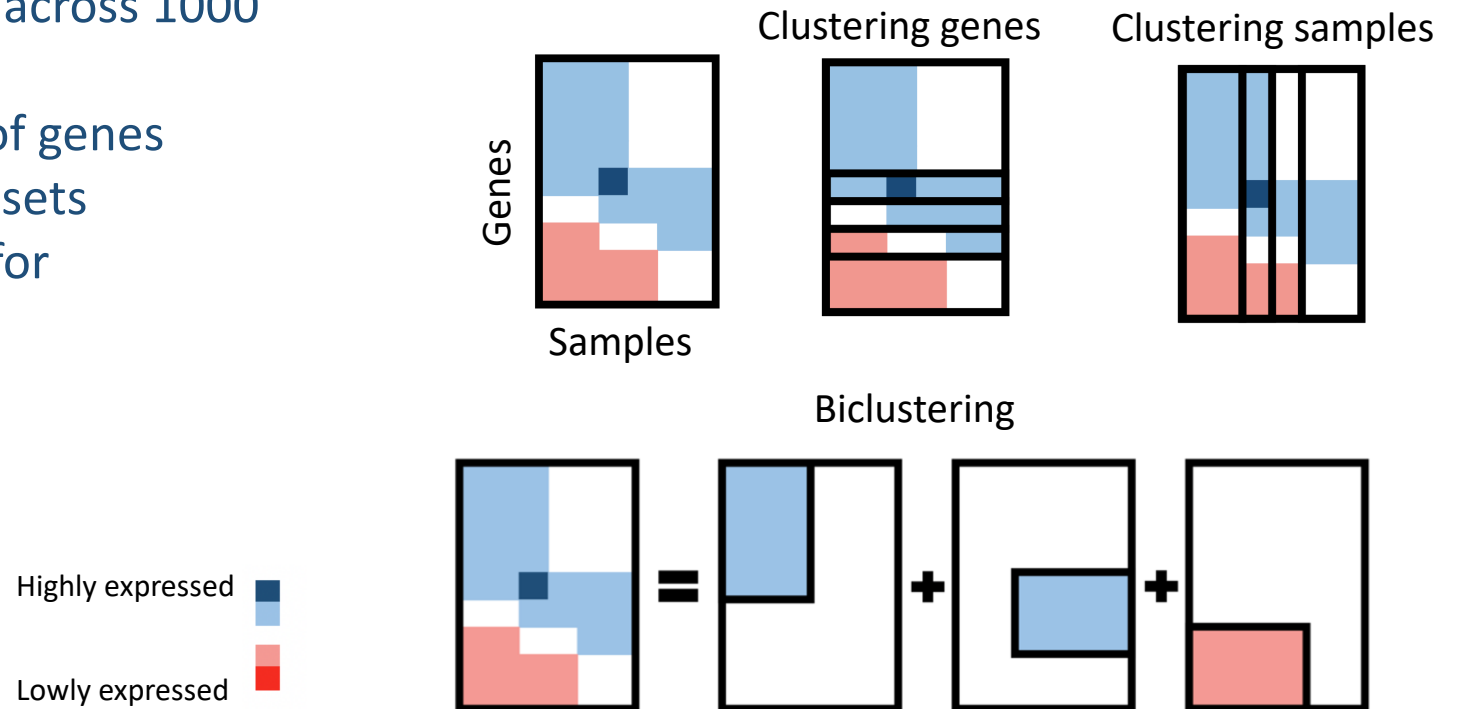 across 1000
of genes
sets
for
Clustering genes
Clustering samples
Genes
Samples
Biclustering
=
+
+
Highly expressed
Lowly expressed